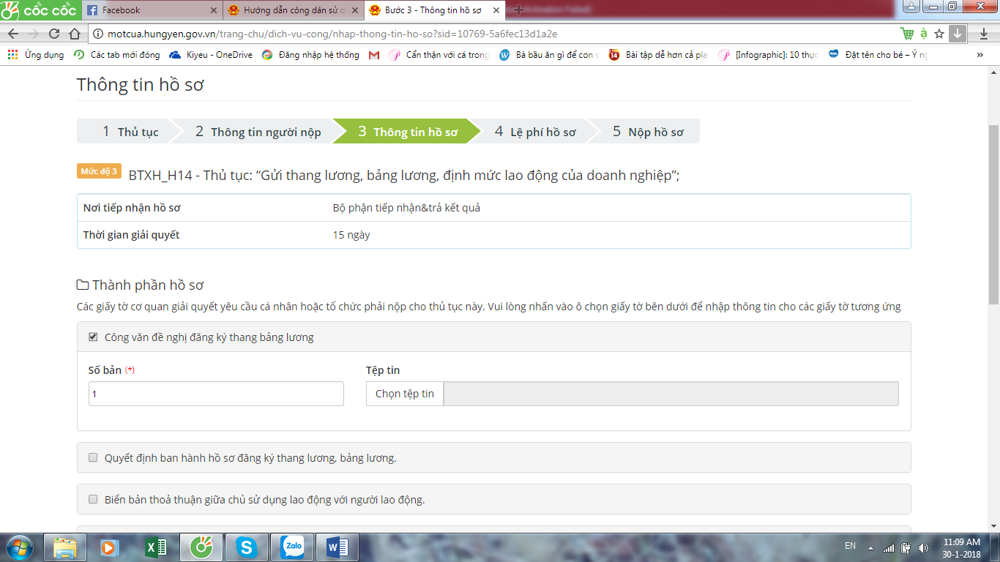 cốc cốc
Facebook
Hướng dẫn công dân sử d
Bước 3 - Thông tin hồ sơ
motcua.hungyen.gov.vn/trang-chu/dich-vu-cong/nhap-thong-tin-ho-so?sid=10769-5a6fec13d1a2e
Ứng dụng Các tab mới đóng Kiyeu - OneDrive Đăng nhập hệ thống Cẩn thận với cá trong Bà bầu ăn gì để con s Bài tập dễ hơn cả pla [Infographic]: 10 thực Đặt tên cho bé – Ý ng »
Thông tin hồ sơ
1 Thủ tục 2 Thông tin người nộp 3 Thông tin hồ sơ 4 Lệ phí hồ sơ 5 Nộp hồ sơ
Mức độ 3 BTXH_H14 - Thủ tục: “Gửi thang lương, bảng lương, định mức lao động của doanh nghiệp”;
Nơi tiếp nhận hồ sơ Bộ phận tiếp nhận&trả kết quả
Thời gian giải quyết 15 ngày
Thành phần hồ sơ
Các giấy tờ cơ quan giải quyết yêu cầu cá nhân hoặc tổ chức phải nộp cho thủ tục này. Vui lòng nhấn vào ô chọn giấy tờ bên dưới để nhập thông tin cho các giấy tờ tương ứng
Công văn đề nghị đăng ký thang bảng lương
Số bản (*) Tệp tin
1 Chọn tệp tin
Quyết định ban hành hồ sơ đăng ký thang lương, bảng lương.
Biển bản thoả thuận giữa chủ sử dụng lao động với người lao động.
Zalo
EN
11:09 AM
30-1-2018